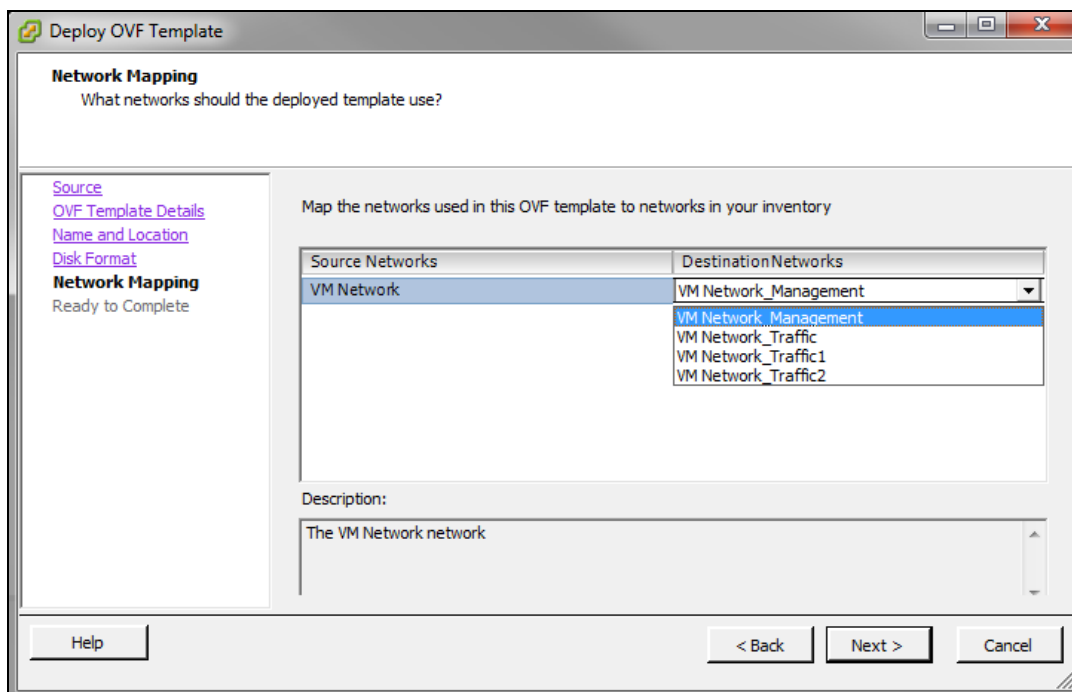 Deploy OVF Template
Network Mapping
What networks should the deployed template use?
Source
OVF Template Details
Name and Location
Disk Format
Network Mapping
Ready to Complete
Map the networks used in this OVF template to networks in your inventory
Source Networks DestinationNetworks
VM Network VM Network_Management
VM Network_Management
VM Network_Traffic
VM Network_Traffic1
VM Network_Traffic2
Description:
The VM Network network
Help < Back Next > Cancel